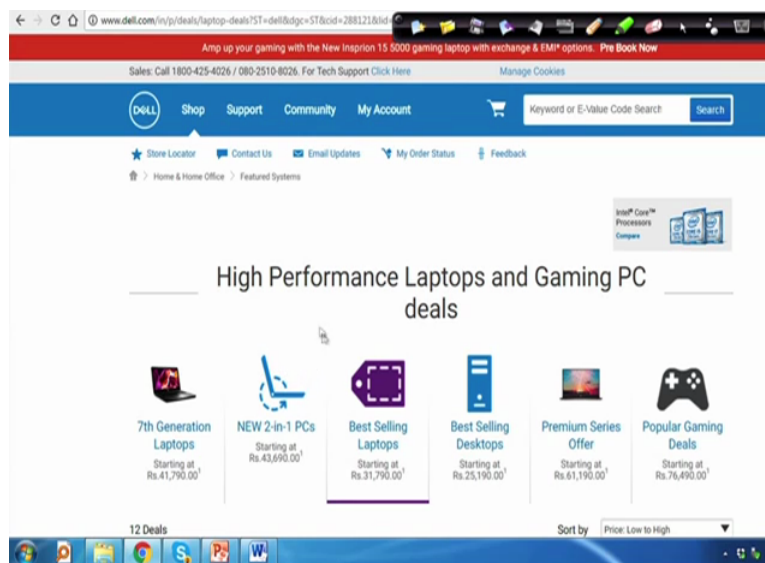 www.dell.com/in/p/deals/laptop-deals?ST=dell&dgc=ST&cid=288121&lid=
Amp up your gaming with the New Insprion 15 5000 gaming laptop with exchange & EMI* options. Pre Book Now
Sales: Call 1800-425-4026 / 080-2510-8026. For Tech Support Click Here Manage Cookies
DELL Shop Support Community My Account Keyword or E-Value Code Search Search
Store Locator Contact Us Email Updates My Order Status Feedback
Home & Home Office > Featured Systems
Intel® Core™
Processors
Compare
High Performance Laptops and Gaming PC
deals
7th Generation
Laptops
Starting at
Rs.41,790.00¹
NEW 2-in-1 PCs
Starting at
Rs.43,690.00¹
Best Selling
Laptops
Starting at
Rs.31,790.00¹
Best Selling
Desktops
Starting at
Rs.25,190.00¹
Premium Series
Offer
Starting at
Rs.61,190.00¹
Popular Gaming
Deals
Starting at
Rs.76,490.00¹
12 Deals Sort by Price: Low to High